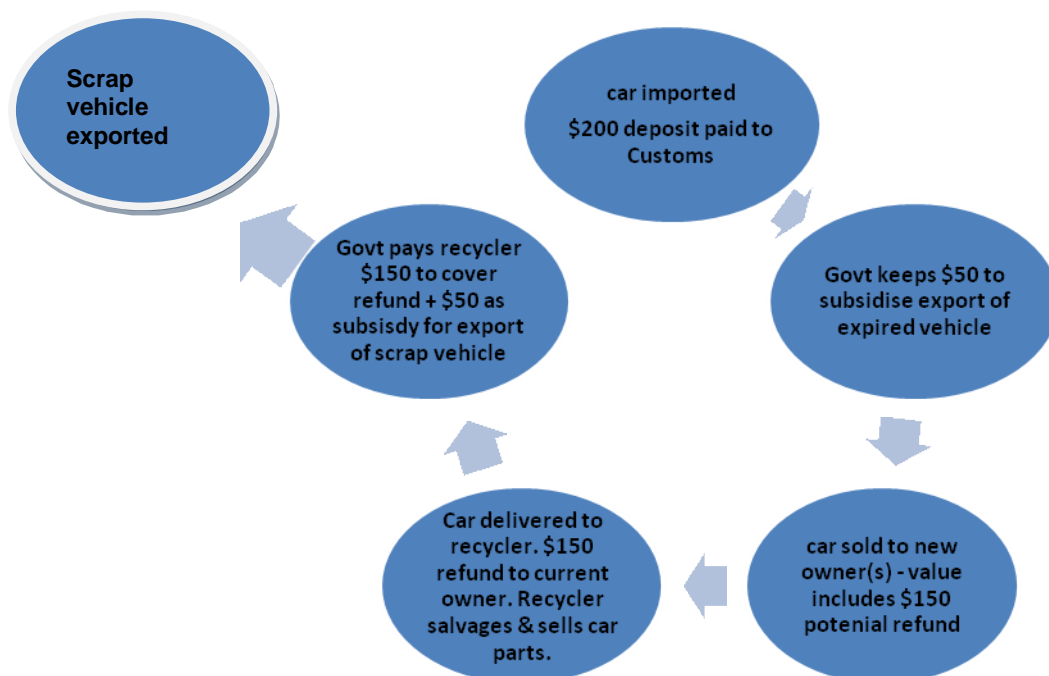 Scrap
vehicle
exported
car imported
$200 deposit paid to
Customs
Govt keeps $50 to
subsidise export of
expired vehicle
car sold to new
owner(s) - value
includes $150
potenial refund
Car delivered to
recycler. $150
refund to current
owner. Recycler
salvages & sells car
parts.
Govt pays recycler
$150 to cover
refund + $50 as
subsisdy for export
of scrap vehicle